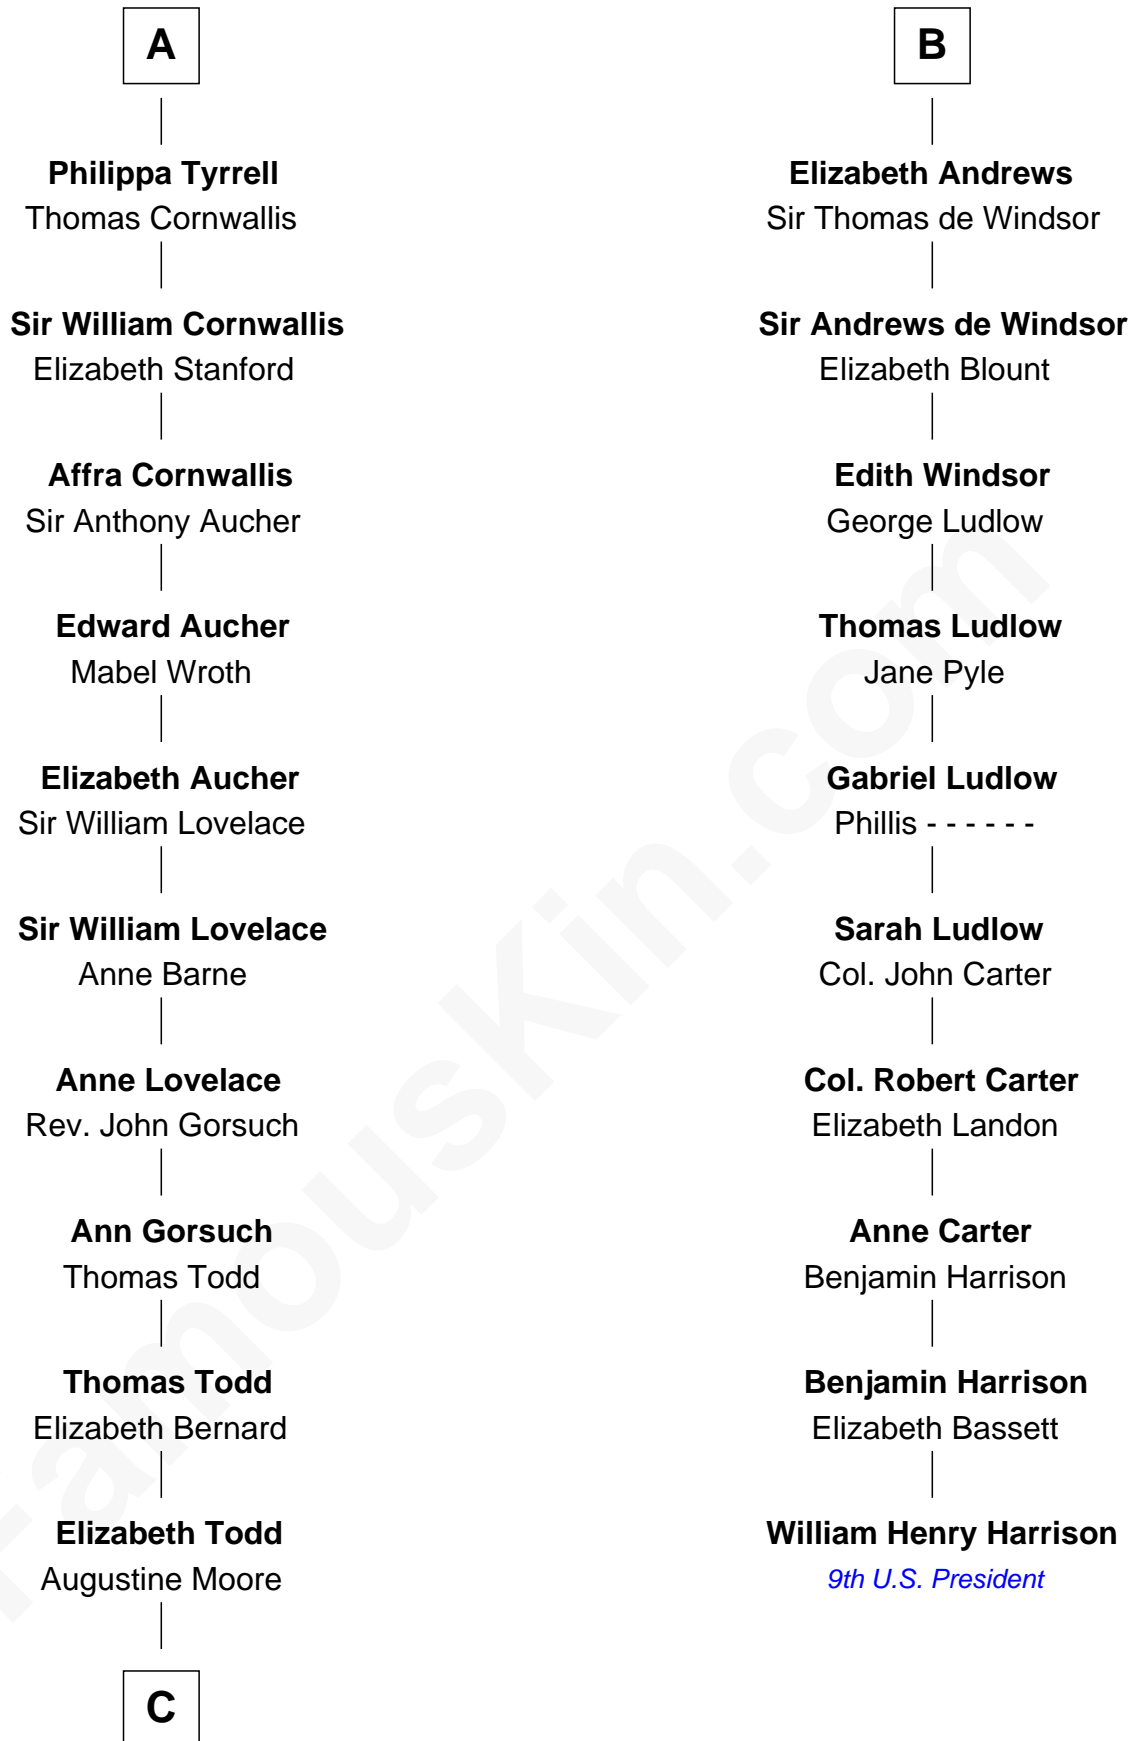 A
Philippa Tyrrell
Thomas Cornwallis
Sir William Cornwallis
Elizabeth Stanford
Affra Cornwallis
Sir Anthony Aucher
Edward Aucher
Mabel Wroth
Elizabeth Aucher
Sir William Lovelace
Sir William Lovelace
Anne Barne
Anne Lovelace
Rev. John Gorsuch
Ann Gorsuch
Thomas Todd
Thomas Todd
Elizabeth Bernard
Elizabeth Todd
Augustine Moore
C
B
Elizabeth Andrews
Sir Thomas de Windsor
Sir Andrews de Windsor
Elizabeth Blount
Edith Windsor
George Ludlow
Thomas Ludlow
Jane Pyle
Gabriel Ludlow
Phillis - - - - - -
Sarah Ludlow
Col. John Carter
Col. Robert Carter
Elizabeth Landon
Anne Carter
Benjamin Harrison
Benjamin Harrison
Elizabeth Bassett
William Henry Harrison
9th U.S. President
FamousKin.com